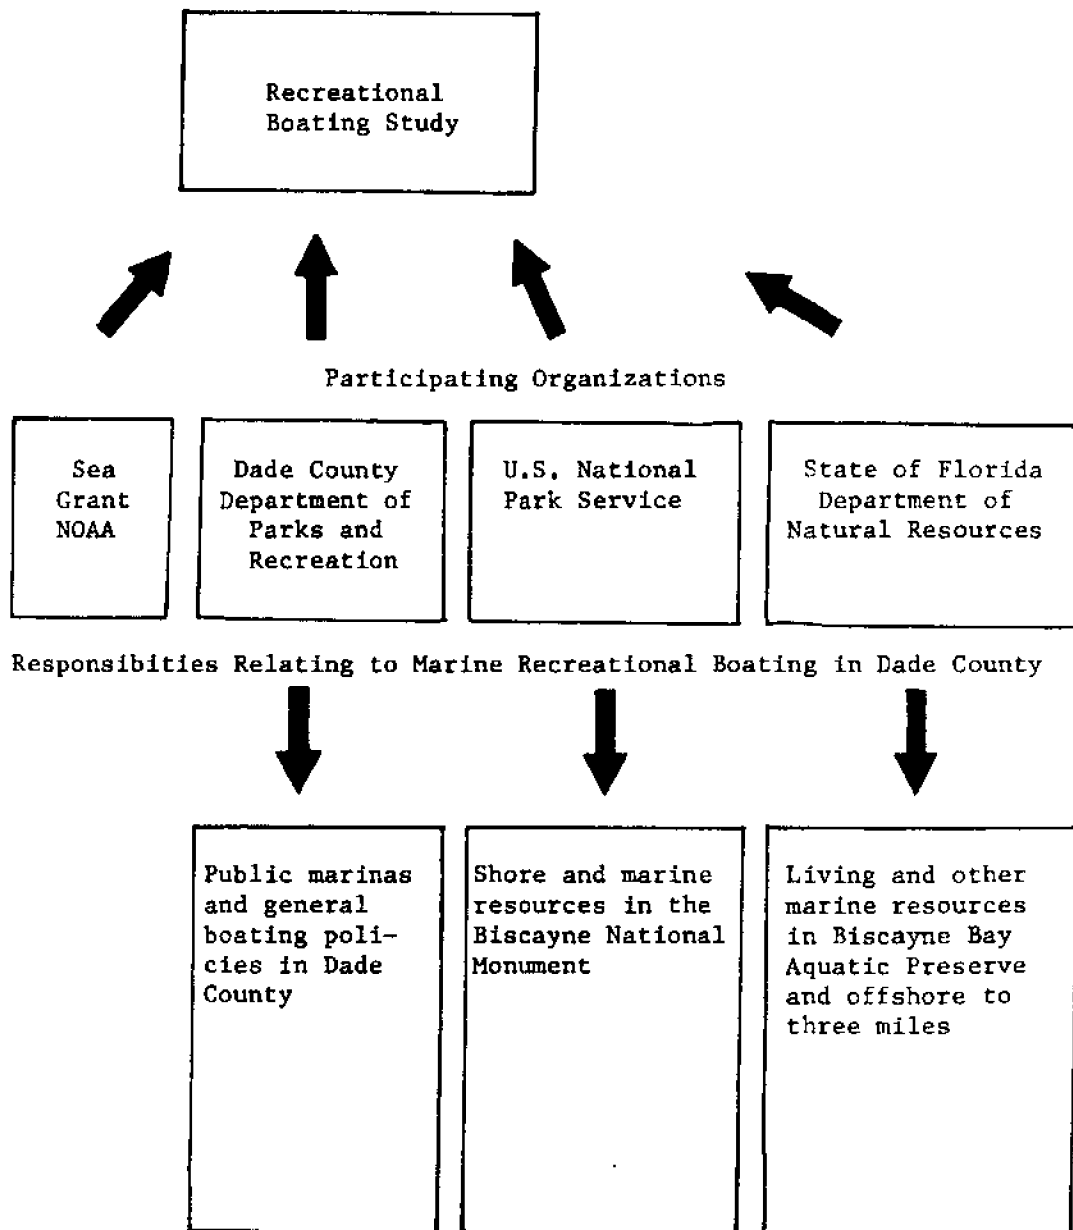 Recreational
Boating Study
Participating Organizations
Sea
Grant
NOAA
Dade County
Department of
Parks and
Recreation
U.S. National
Park Service
State of Florida
Department of
Natural Resources
Responsibities Relating to Marine Recreational Boating in Dade County
Public marinas
and general
boating poli-
cies in Dade
County
Shore and marine
resources in the
Biscayne National
Monument
Living and other
marine resources
in Biscayne Bay
Aquatic Preserve
and offshore to
three miles